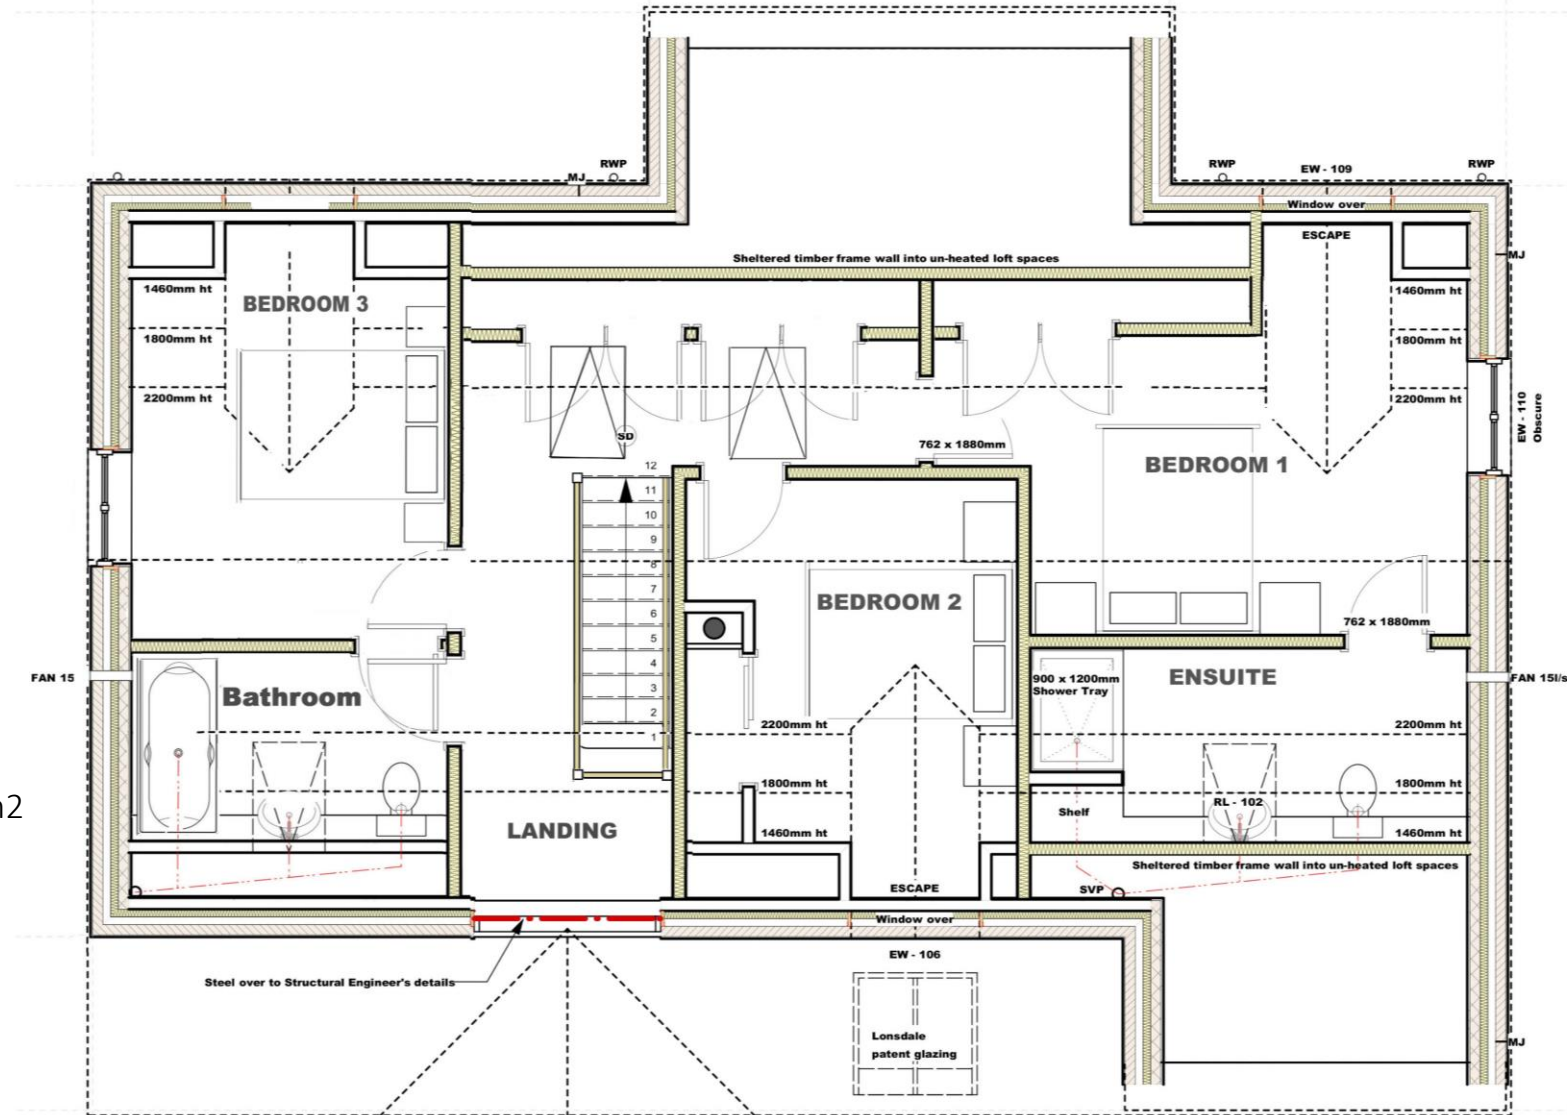 RWP
MJ
RWP
EW - 109
RWP
Window over
ESCAPE
MJ
Sheltered timber frame wall into un-heated loft spaces
1460mm ht
BEDROOM 3
1800mm ht
2200mm ht
1460mm ht
1800mm ht
2200mm ht
EW - 110
Obscure
SD
762 x 1880mm
BEDROOM 1
12
11
10
9
8
7
6
5
4
3
2
1
BEDROOM 2
762 x 1880mm
FAN 15
Bathroom
900 x 1200mm
Shower Tray
ENSUITE
FAN 15l/s
2200mm ht
2200mm ht
1800mm ht
1800mm ht
m2
LANDING
Shelf
RL - 102
1460mm ht
1460mm ht
Sheltered timber frame wall into un-heated loft spaces
ESCAPE
SVP
Window over
EW - 106
Steel over to Structural Engineer's details
Lonsdale
patent glazing
MJ